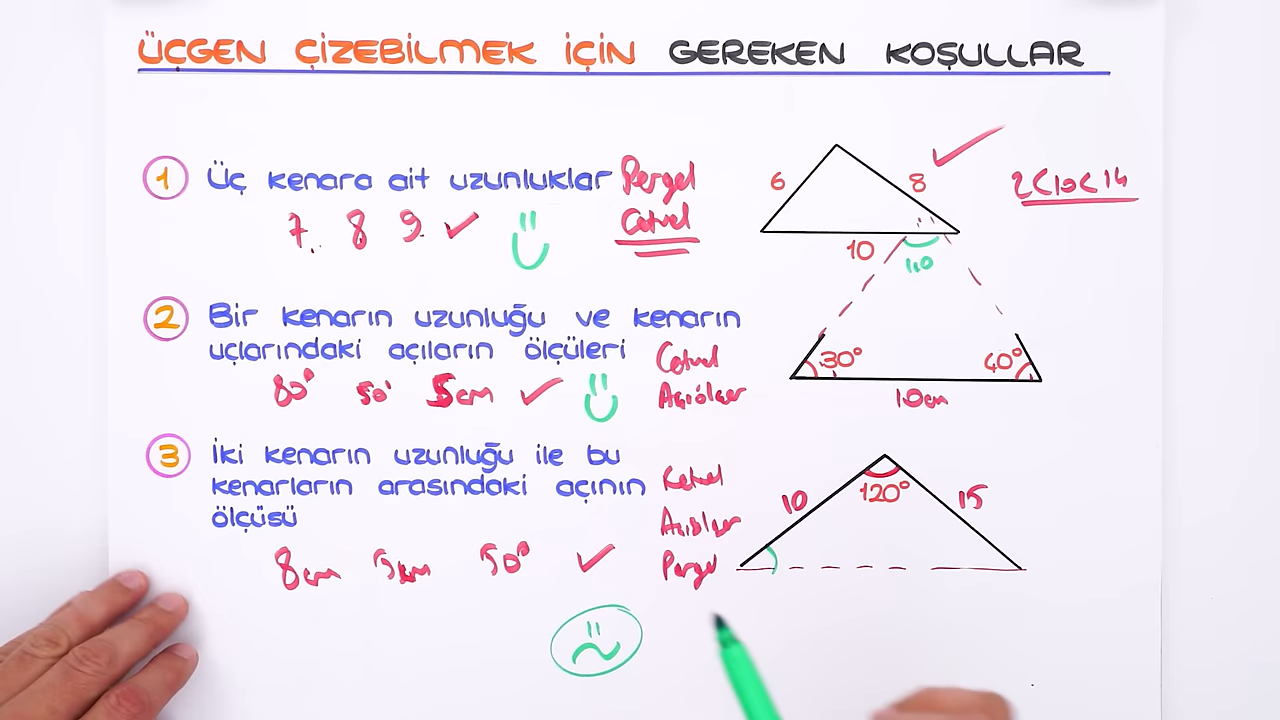 ÜÇGEN ÇİZEBİLMEK İÇİN GEREKEN KOŞULLAR
1 Üç kenara ait uzunluklar Pergel
Cetvel
7 8 9
6 8
10
110
2<10<14
2 Bir kenarın uzunluğu ve kenarın
uçlarındaki açıların ölçüleri
Cetvel
Açıölçer
80° 50° 5cm
30° 40°
10cm
3 İki kenarın uzunluğu ile bu
kenarların arasındaki açının
ölçüsü
Cetvel
Açıölçer
Pergel
8cm 5cm 50°
10 120° 15